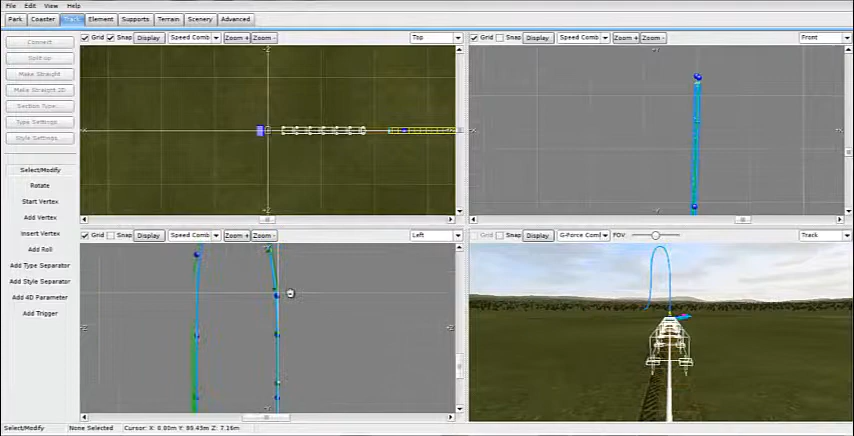 File Edit View Help
Park Coaster Track Element Supports Terrain Scenery Advanced
Connect
Split up
Make Straight
Make Straight 2D
Section Type...
Type Settings...
Style Settings...
Select/Modify
Rotate
Start Vertex
Add Vertex
Insert Vertex
Add Roll
Add Type Separator
Add Style Separator
Add 4D Parameter
Add Trigger
Grid Snap Display Speed Comb Zoom + Zoom - Top
Grid Snap Display Speed Comb Zoom + Zoom - Front
Grid Snap Display Speed Comb Zoom + Zoom - Left
Grid Snap Display G-Force Coml FOV Track
Select/Modify None Selected Cursor: X: 0.00m Y: 89.43m Z: 7.16m